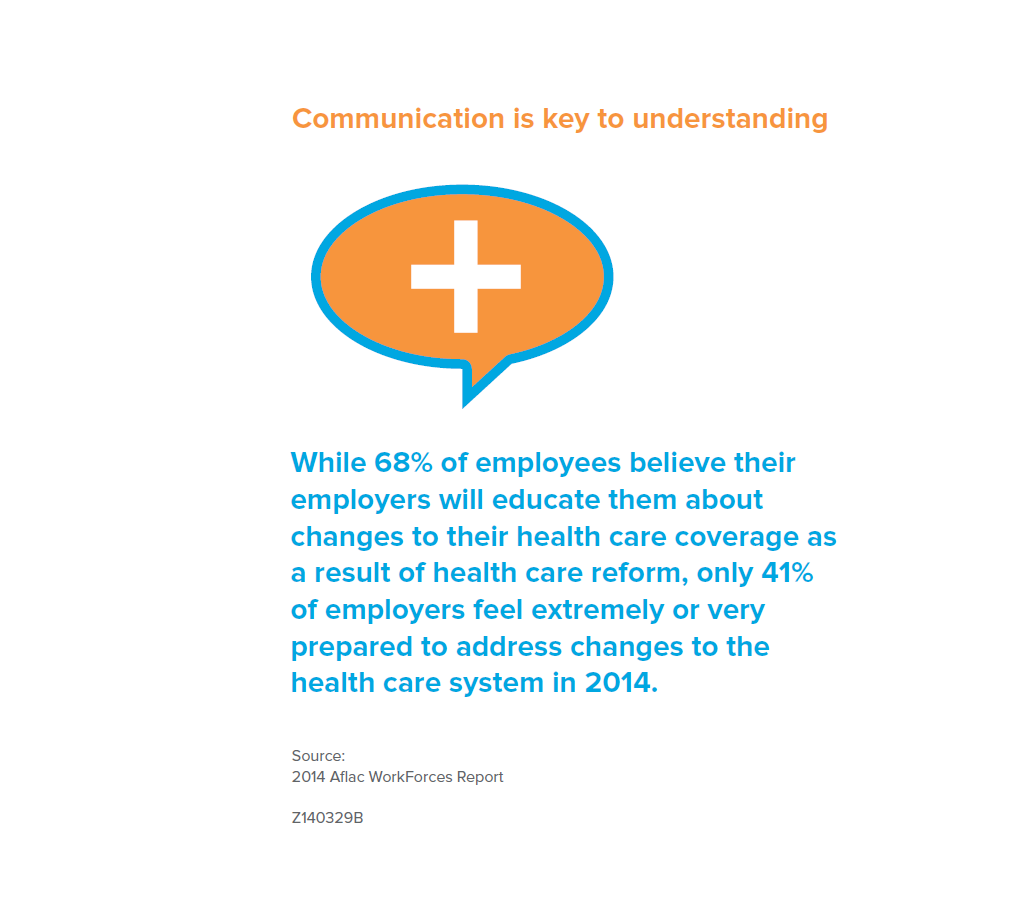 Communication is key to understanding
While 68% of employees believe their
employers will educate them about
changes to their health care coverage as
a result of health care reform, only 41%
of employers feel extremely or very
prepared to address changes to the
health care system in 2014.
Source:
2014 Aflac WorkForces Report
Z140329B